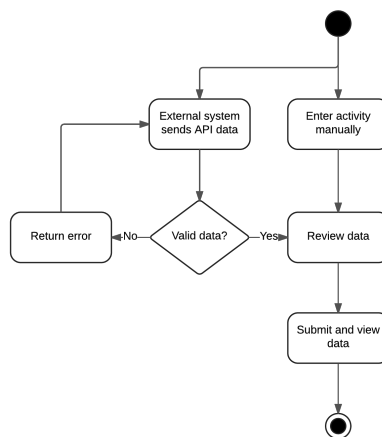 External system
sends API data
Enter activity
manually
Return error
No
Valid data?
Yes
Review data
Submit and view
data